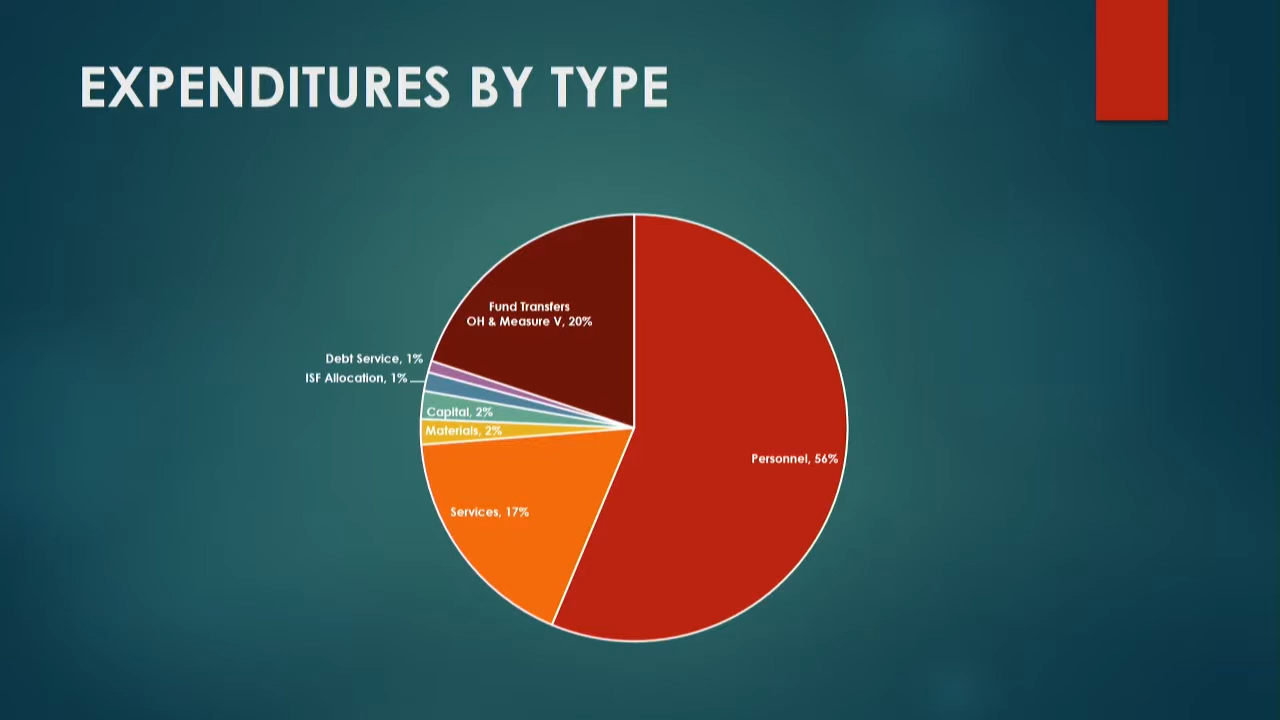 EXPENDITURES BY TYPE
Fund Transfers
OH & Measure V, 20%
Debt Service, 1%
ISF Allocation, 1%
Capital, 2%
Materials, 2%
Personnel, 56%
Services, 17%